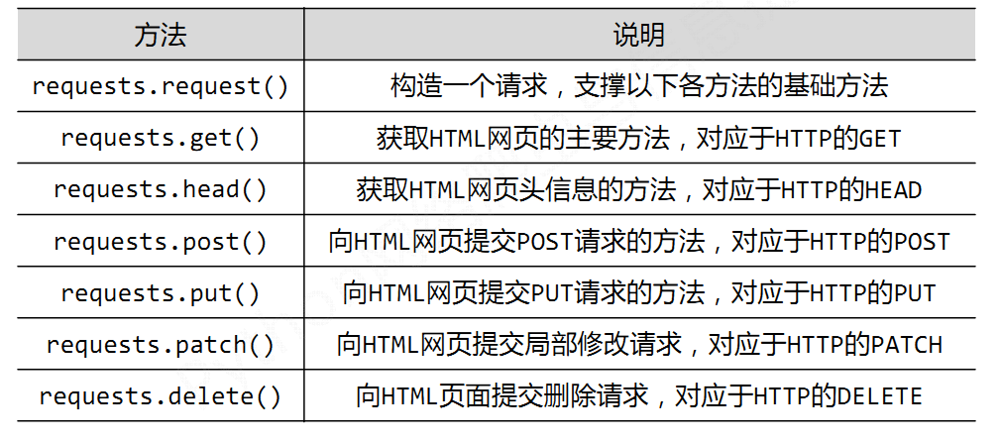 方法 说明
requests.request() 构造一个请求，支撑以下各方法的基础方法
requests.get() 获取HTML网页的主要方法，对应于HTTP的GET
requests.head() 获取HTML网页头信息的方法，对应于HTTP的HEAD
requests.post() 向HTML网页提交POST请求的方法，对应于HTTP的POST
requests.put() 向HTML网页提交PUT请求的方法，对应于HTTP的PUT
requests.patch() 向HTML网页提交局部修改请求，对应于HTTP的PATCH
requests.delete() 向HTML页面提交删除请求，对应于HTTP的DELETE